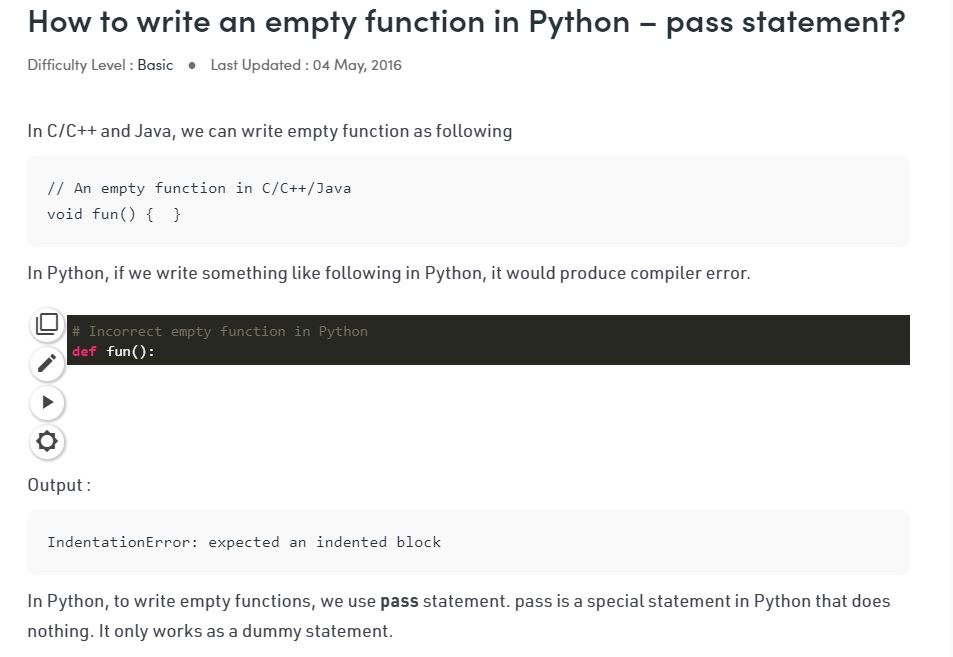 How to write an empty function in Python – pass statement?
Difficulty Level : Basic ● Last Updated : 04 May, 2016
In C/C++ and Java, we can write empty function as following
// An empty function in C/C++/Java
void fun() {  }
In Python, if we write something like following in Python, it would produce compiler error.
# Incorrect empty function in Python
def fun():
Output :
IndentationError: expected an indented block
In Python, to write empty functions, we use pass statement. pass is a special statement in Python that does
nothing. It only works as a dummy statement.